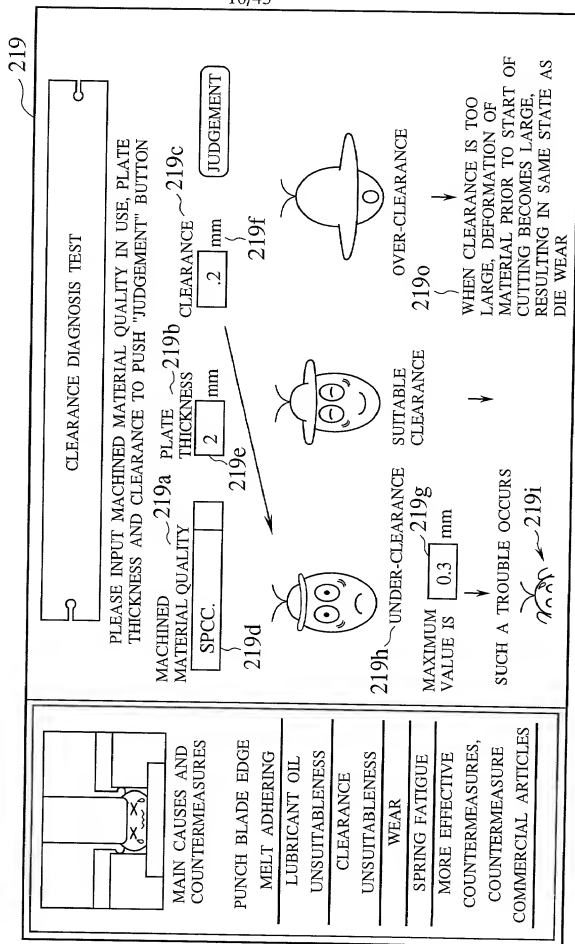 10/45
219
MAIN CAUSES AND
COUNTERMEASURES
PUNCH BLADE EDGE
MELT ADHERING
LUBRICANT OIL
UNSUITABLENESS
CLEARANCE
UNSUITABLENESS
WEAR
SPRING FATIGUE
MORE EFFECTIVE
COUNTERMEASURES,
COUNTERMEASURE
COMMERCIAL ARTICLES
CLEARANCE DIAGNOSIS TEST
PLEASE INPUT MACHINED MATERIAL QUALITY IN USE, PLATE
THICKNESS AND CLEARANCE TO PUSH "JUDGEMENT" BUTTON
MACHINED 219a
MATERIAL QUALITY
SPCC.
219d
PLATE 219b
THICKNESS
2 mm
219e
CLEARANCE 219c
.2 mm
219f
JUDGEMENT
219h UNDER-CLEARANCE
MAXIMUM 219g
VALUE IS 0.3 mm
SUCH A TROUBLE OCCURS
219i
SUITABLE
CLEARANCE
OVER-CLEARANCE
219o
WHEN CLEARANCE IS TOO
LARGE, DEFORMATION OF
MATERIAL PRIOR TO START OF
CUTTING BECOMES LARGE,
RESULTING IN SAME STATE AS
DIE WEAR